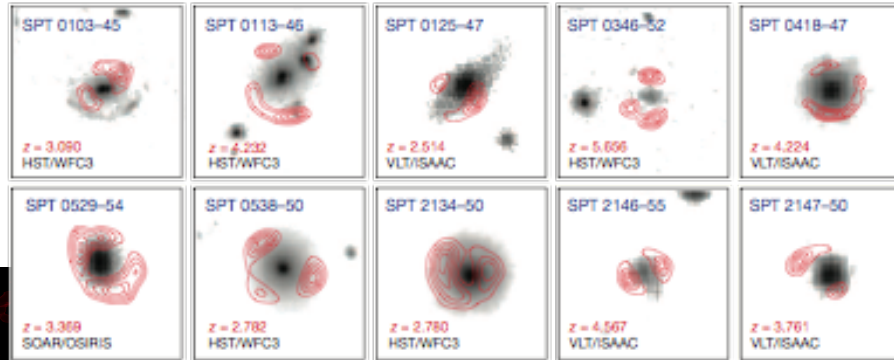 SPT 0103–45
z = 3.090
HST/WFC3
SPT 0113–46
z = 4.232
HST/WFC3
SPT 0125–47
z = 2.514
VLT/ISAAC
SPT 0346–52
z = 5.656
HST/WFC3
SPT 0418–47
z = 4.224
VLT/ISAAC
SPT 0529–54
z = 3.369
SOAR/OSIRIS
SPT 0538–50
z = 2.782
HST/WFC3
SPT 2134–50
z = 2.780
HST/WFC3
SPT 2146–55
z = 4.567
VLT/ISAAC
SPT 2147–50
z = 3.761
VLT/ISAAC